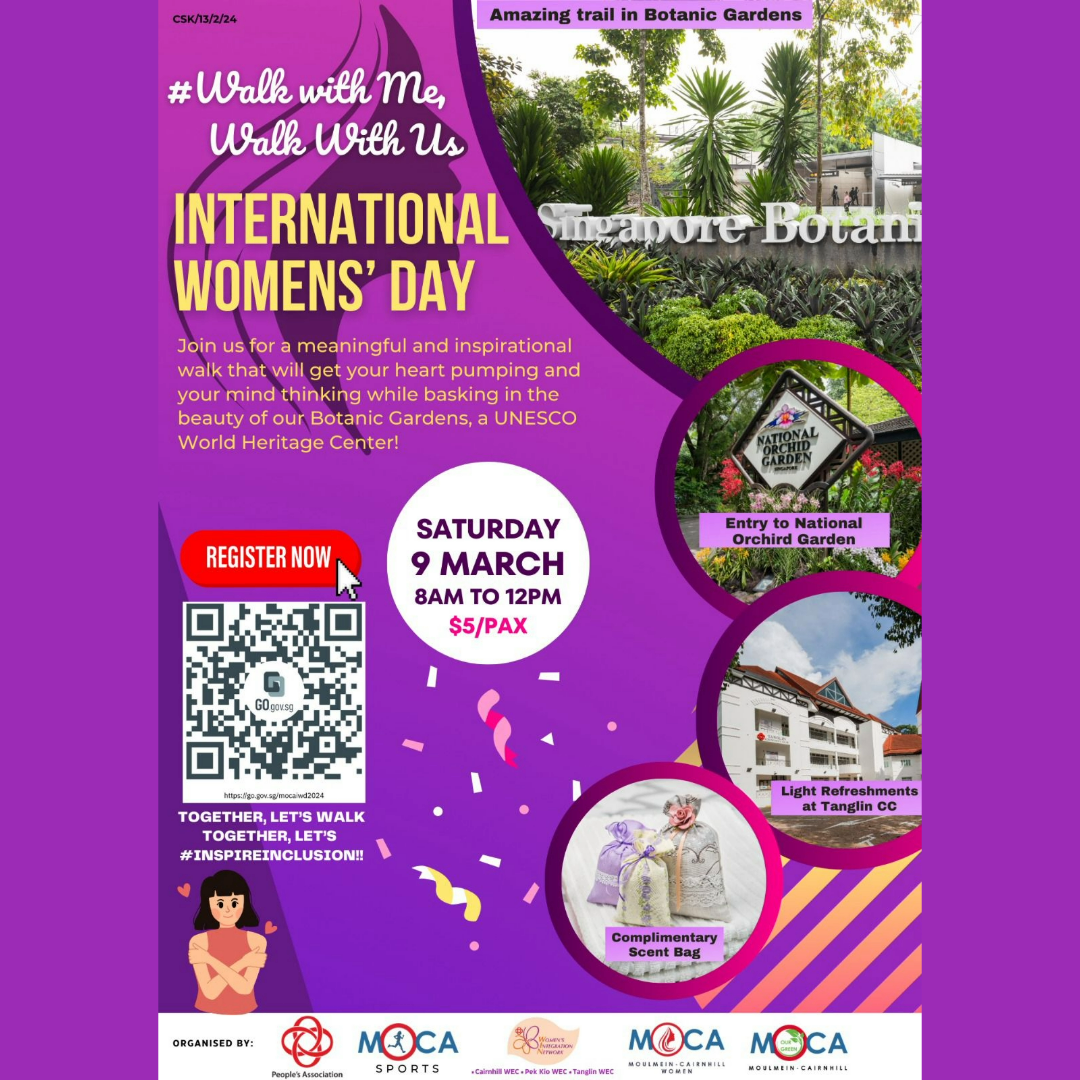 CSK/13/2/24
Amazing trail in Botanic Gardens
#Walk with Me,
Walk With Us
INTERNATIONAL
WOMENS' DAY
Singapore Botani
Join us for a meaningful and inspirational
walk that will get your heart pumping and
your mind thinking while basking in the
beauty of our Botanic Gardens, a UNESCO
World Heritage Center!
NATIONAL
ORCHID
GARDEN
SINGAPORE
Entry to National
Orchird Garden
SATURDAY
9 MARCH
8AM TO 12PM
$5/PAX
REGISTER NOW
GO.gov.sg
https://go.gov.sg/mocaiwd2024
TOGETHER, LET'S WALK
TOGETHER, LET'S
#INSPIREINCLUSION!!
Light Refreshments
at Tanglin CC
Complimentary
Scent Bag
ORGANISED BY:
People's Association
MOCA
SPORTS
WOMEN'S
INTEGRATION
NETWORK
• Cairnhill WEC • Pek Kio WEC • Tanglin WEC
MOCA
MOULMEIN-CAIRNHILL
WOMEN
MOCA
OUR
GREEN
MOULMEIN-CAIRNHILL